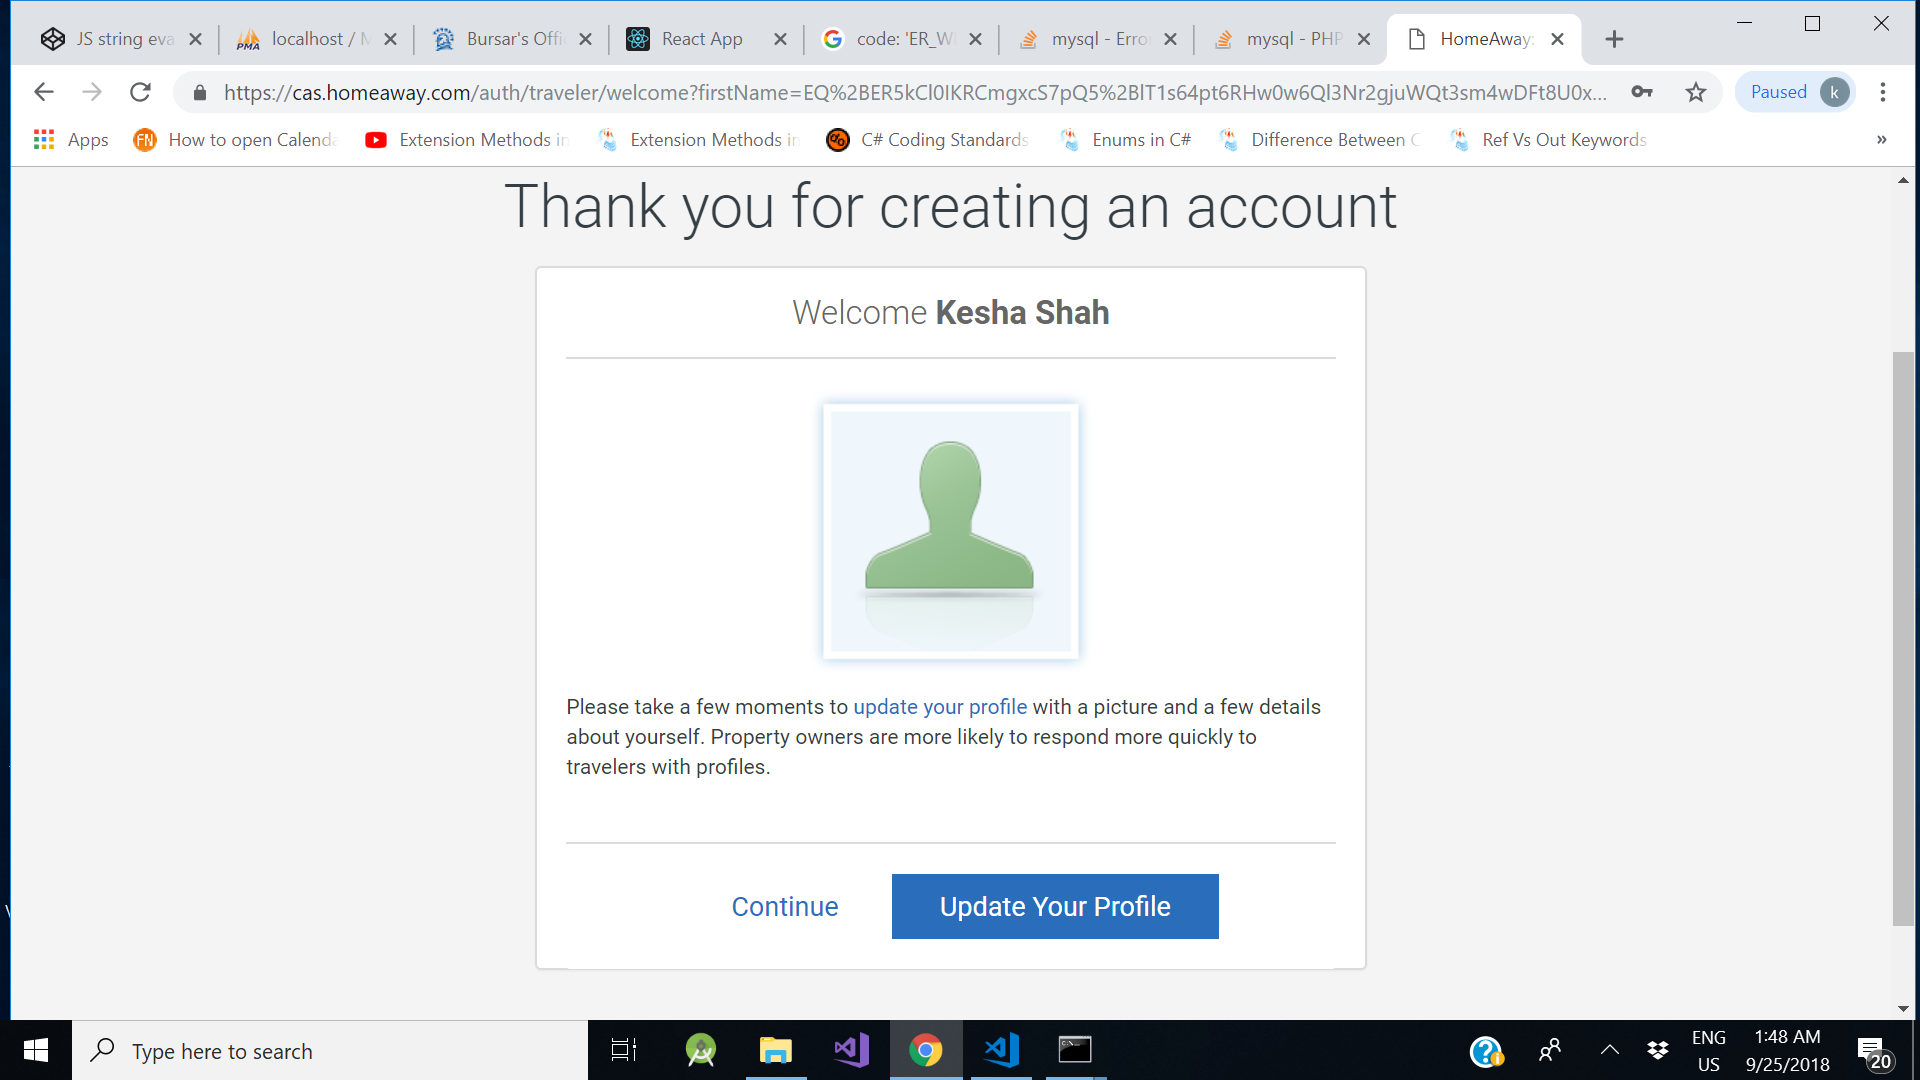 JS string eva
localhost / M
Bursar's Offi
React App
code: 'ER_W
mysql - Erro
mysql - PHP
HomeAway:
https://cas.homeaway.com/auth/traveler/welcome?firstName=EQ%2BER5kCl0IKRCmgxcS7pQ5%2BlT1s64pt6RHw0w6Ql3Nr2gjuWQt3sm4wDFt8U0x...
Paused
k
Apps
FN
How to open Calenda
Extension Methods in
Extension Methods in
C# Coding Standards
Enums in C#
Difference Between C
Ref Vs Out Keywords
Thank you for creating an account
Welcome Kesha Shah
Please take a few moments to update your profile with a picture and a few details
about yourself. Property owners are more likely to respond more quickly to
travelers with profiles.
Continue
Update Your Profile
Type here to search
ENG
US
1:48 AM
9/25/2018
20